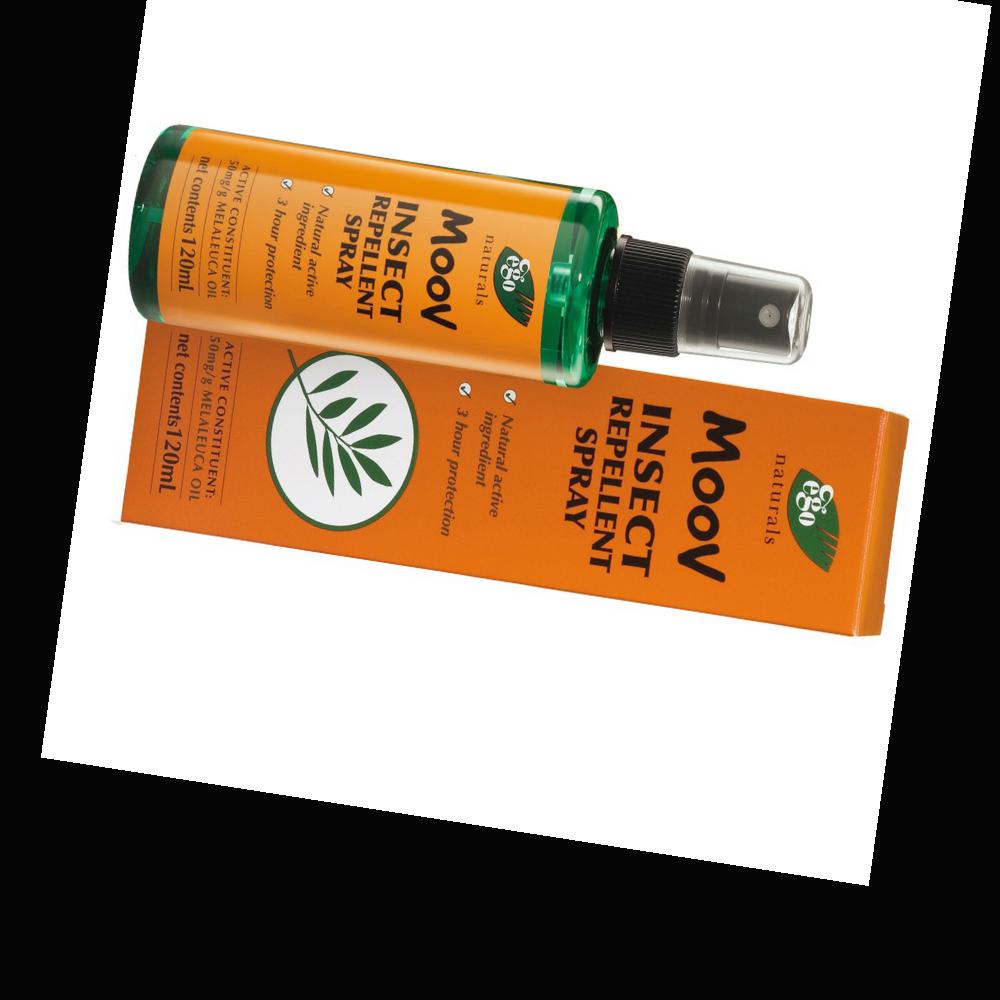 ego
naturals
Moov
INSECT
REPELLENT
SPRAY
Natural active
ingredient
3 hour protection
ACTIVE CONSTITUENT:
50mg/g MELALEUCA OIL
net contents 120mL
ego
naturals
Moov
INSECT
REPELLENT
SPRAY
Natural active
ingredient
3 hour protection
ACTIVE CONSTITUENT:
50mg/g MELALEUCA OIL
net contents 120mL